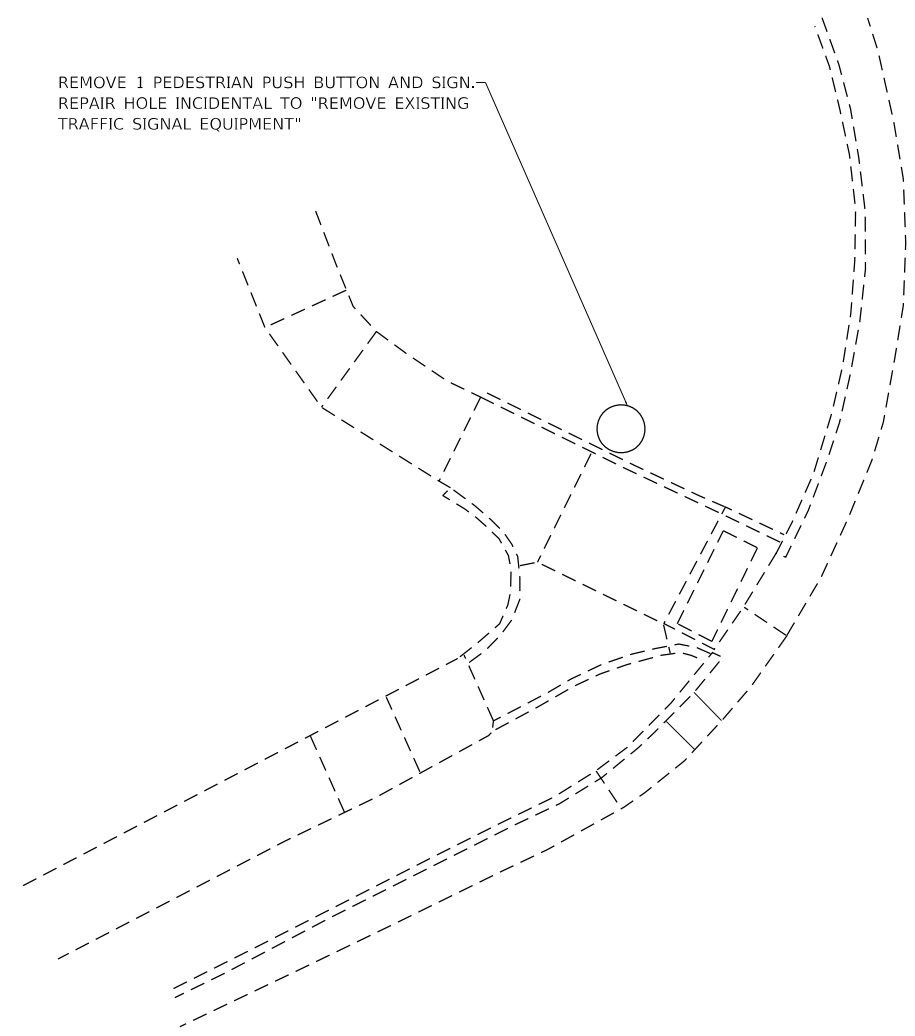 REMOVE 1 PEDESTRIAN PUSH BUTTON AND SIGN.
REPAIR HOLE INCIDENTAL TO "REMOVE EXISTING
TRAFFIC SIGNAL EQUIPMENT"